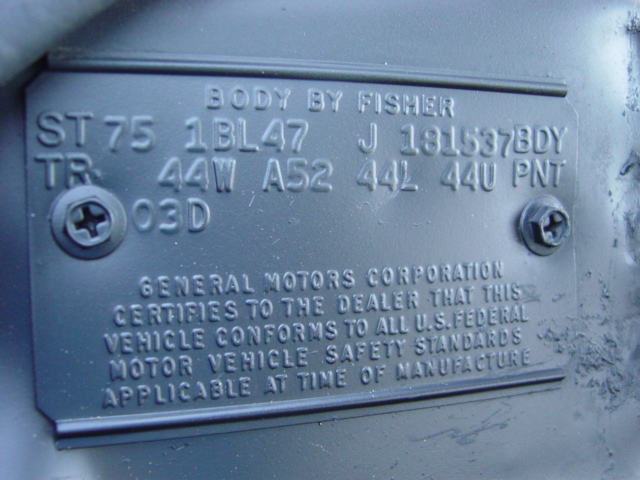 BODY BY FISHER
ST 75 1BL47 J 181537 BDY
TR 44W A52 44L 44U PNT
03D
GENERAL MOTORS CORPORATION
CERTIFIES TO THE DEALER THAT THIS
VEHICLE CONFORMS TO ALL U.S. FEDERAL
MOTOR VEHICLE SAFETY STANDARDS
APPLICABLE AT TIME OF MANUFACTURE